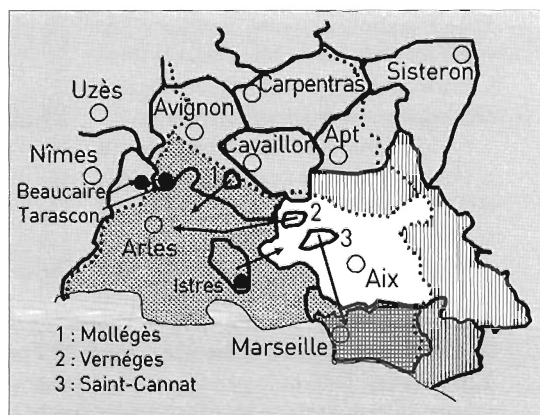 Sisteron
Carpentras
Uzès
Avignon
Apt
Cavaillon
Nîmes
Beaucaire
Tarascon
1
2
3
Arles
Aix
Istres
Marseille
1 : Mollégès
2 : Vernéges
3 : Saint-Cannat